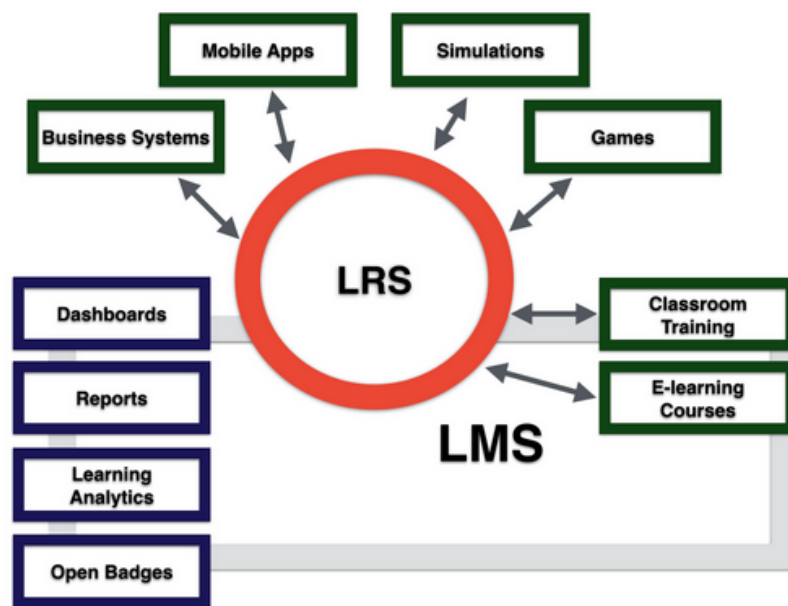 Mobile Apps
Simulations
Business Systems
Games
LRS
Dashboards
Classroom
Training
Reports
E-learning
Courses
LMS
Learning
Analytics
Open Badges